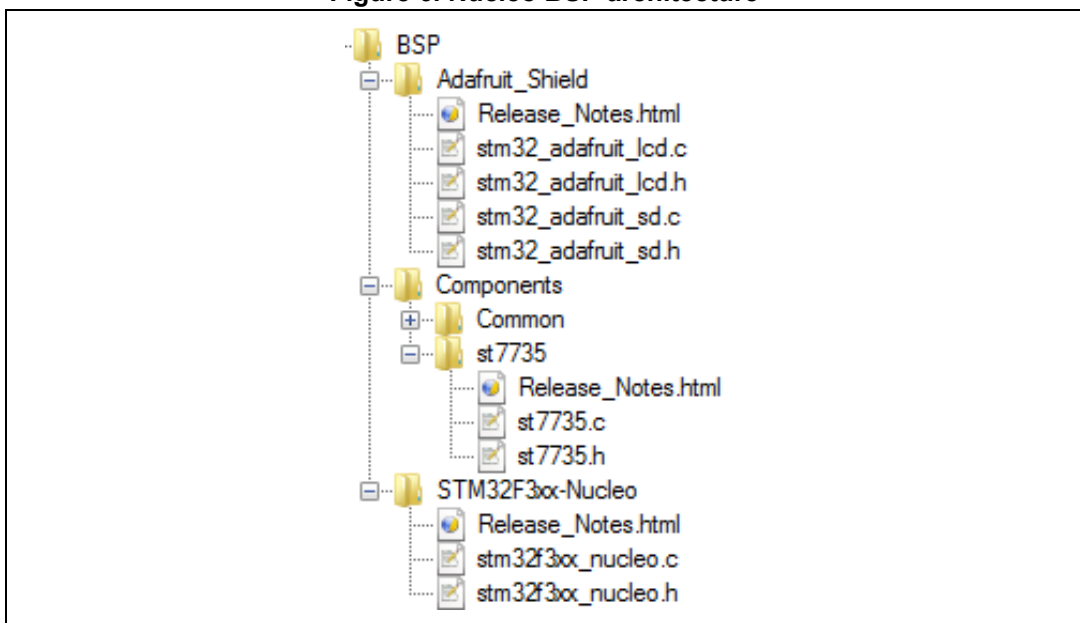 Figure 6. Nucleo BSP architecture
BSP
Adafruit_Shield
Release_Notes.html
stm32_adafruit_lcd.c
stm32_adafruit_lcd.h
stm32_adafruit_sd.c
stm32_adafruit_sd.h
Components
Common
st7735
Release_Notes.html
st7735.c
st7735.h
STM32F3xx-Nucleo
Release_Notes.html
stm32f3xx_nucleo.c
stm32f3xx_nucleo.h